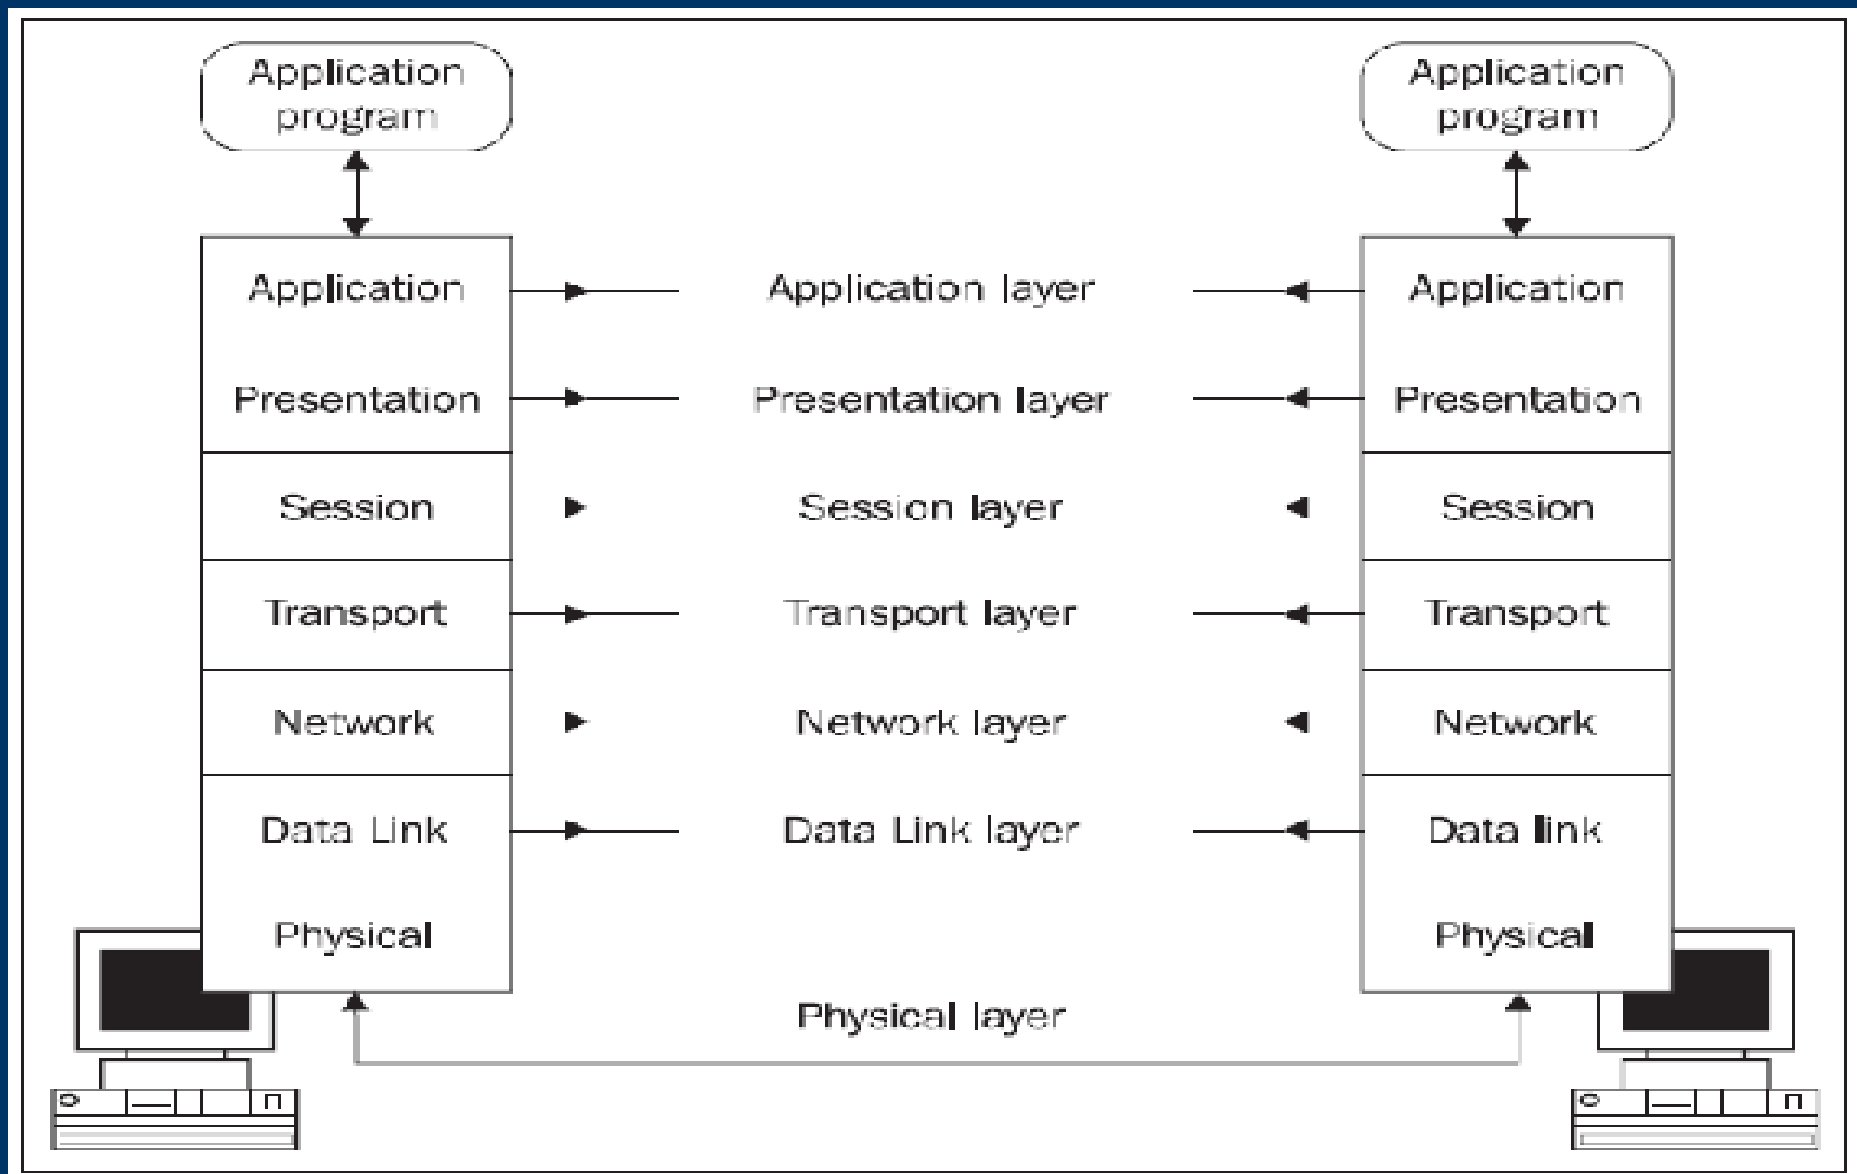 Application
program
Application
program
Application
Application layer
Application
Presentation
Presentation layer
Presentation
Session
Session layer
Session
Transport
Transport layer
Transport
Network
Network layer
Network
Data Link
Data Link layer
Data link
Physical
Physical
Physical layer